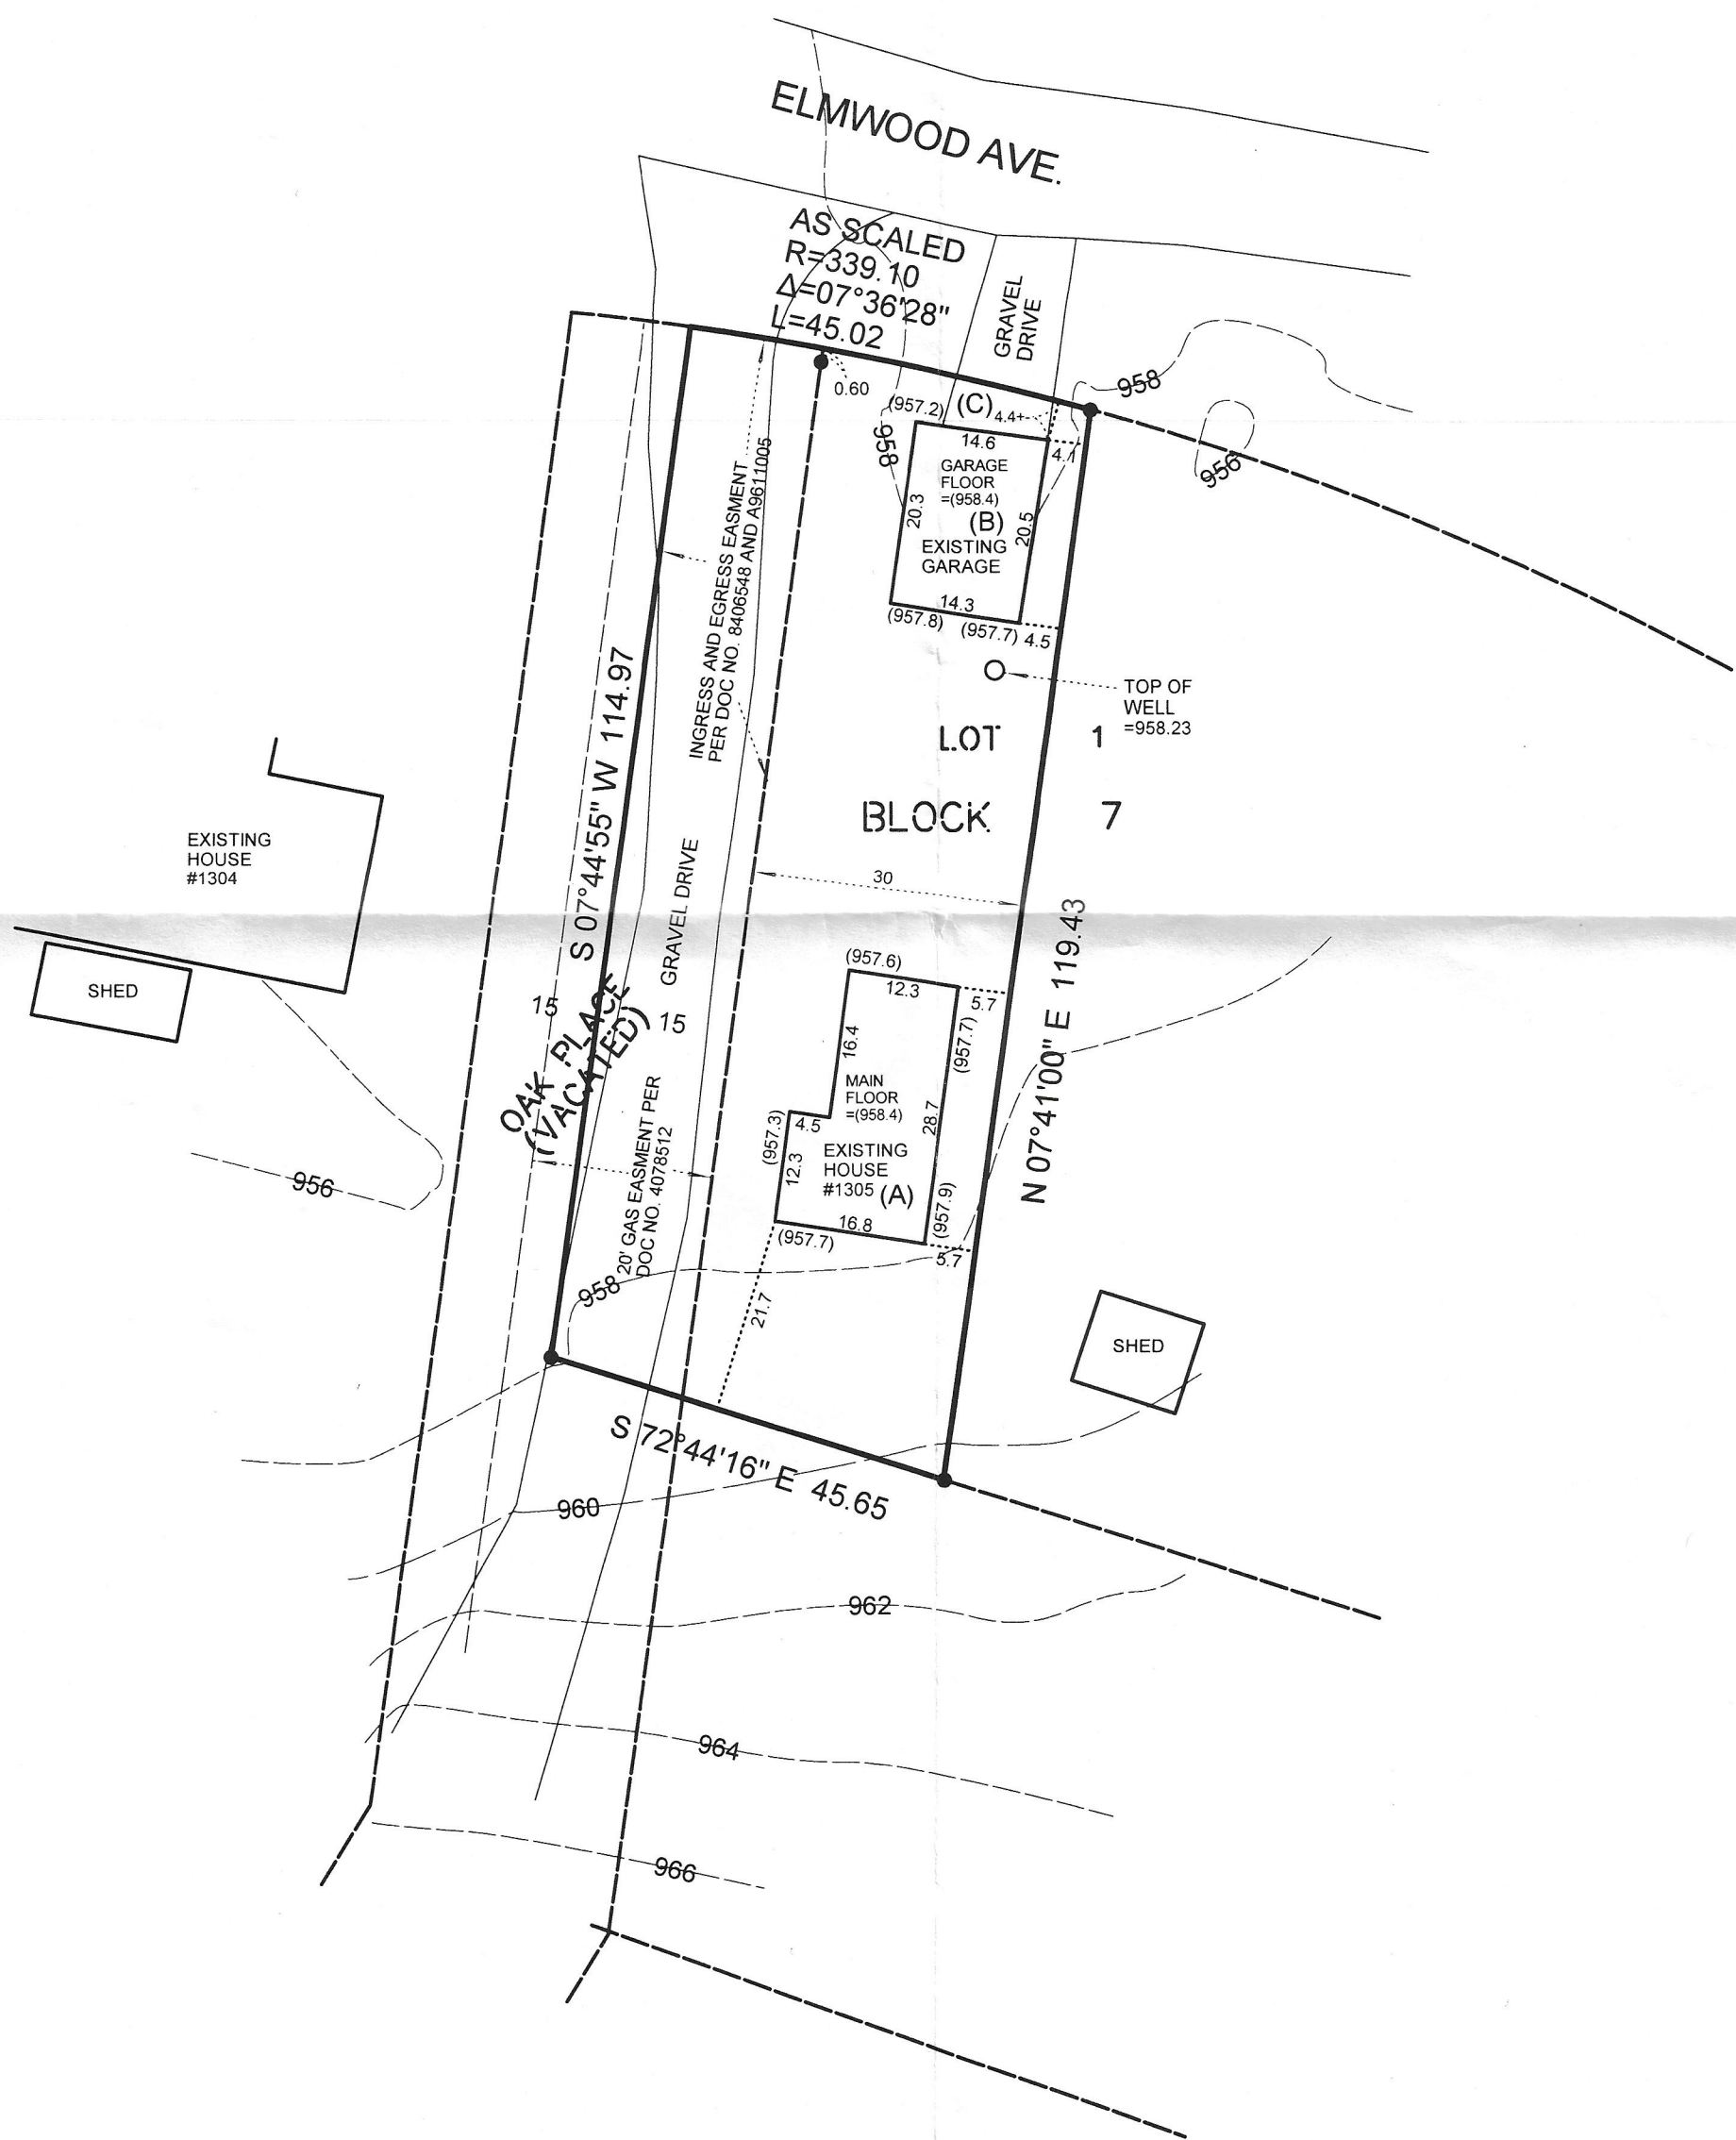 ELMWOOD AVE.
AS SCALED
R=339.10
Δ=07°36'28"
L=45.02
GRAVEL
DRIVE
0.60
958
956
(957.2)
(C)
4.4+-
958
14.6
4.1
GARAGE
FLOOR
=(958.4)
(B)
20.3
20.5
EXISTING
GARAGE
14.3
(957.8)
(957.7)
4.5
INGRESS AND EGRESS EASMENT
PER DOC NO. 8406548 AND A9611005
TOP OF
WELL
=958.23
LOT 1
BLOCK 7
S 07°44'55" W 114.97
EXISTING
HOUSE
#1304
SHED
GRAVEL DRIVE
30
N 07°41'00" E 119.43
15
15
OAK PLACE
(VACATED)
(957.6)
12.3
5.7
16.4
(957.7)
MAIN
FLOOR
=(958.4)
28.7
(957.3)
4.5
12.3
EXISTING
HOUSE
#1305 (A)
16.8
(957.9)
(957.7)
5.7
20' GAS EASMENT PER
DOC NO. 4078512
956
958
21.7
SHED
S 72°44'16" E 45.65
960
962
964
966